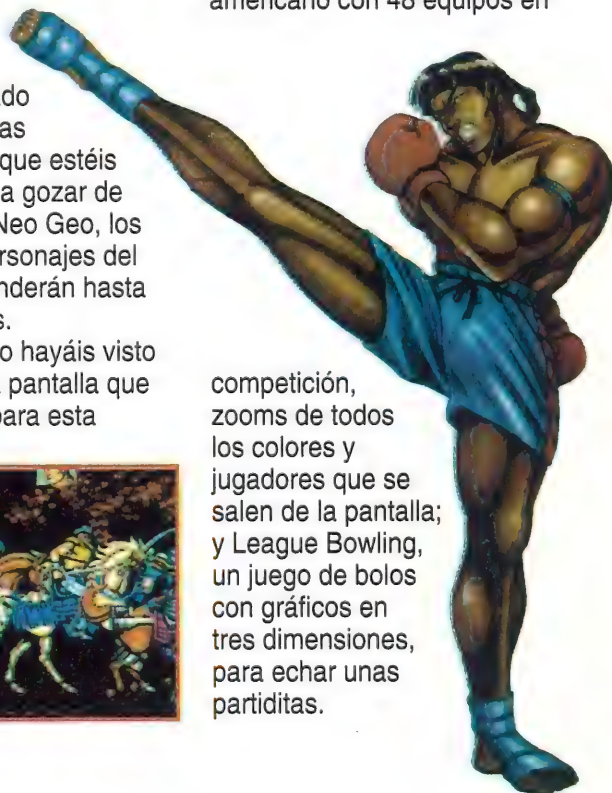 americano con 48 equipos en
ado
as
que estéis
a gozar de
Neo Geo, los
rsonajes del
nderán hasta
s.
o hayáis visto
a pantalla que
para esta
competición,
zooms de todos
los colores y
jugadores que se
salen de la pantalla;
y League Bowling,
un juego de bolos
con gráficos en
tres dimensiones,
para echar unas
partiditas.